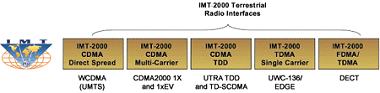 IMT-2000 Terrestrial
Radio Interfaces
IMT-2000
CDMA
Direct Spread
IMT-2000
CDMA
Multi-Carrier
IMT-2000
CDMA
TDD
IMT-2000
TDMA
Single Carrier
IMT-2000
FDMA/
TDMA
WCDMA
(UMTS)
CDMA2000 1X
and 1xEV
UTRA TDD
and TD-SCDMA
UWC-136/
EDGE
DECT